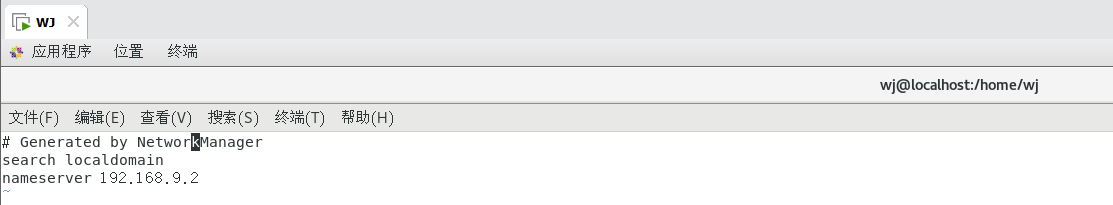 WJ
应用程序 位置 终端
wj@localhost:/home/wj
文件(F) 编辑(E) 查看(V) 搜索(S) 终端(T) 帮助(H)
# Generated by NetworkManager
search localdomain
nameserver 192.168.9.2
~